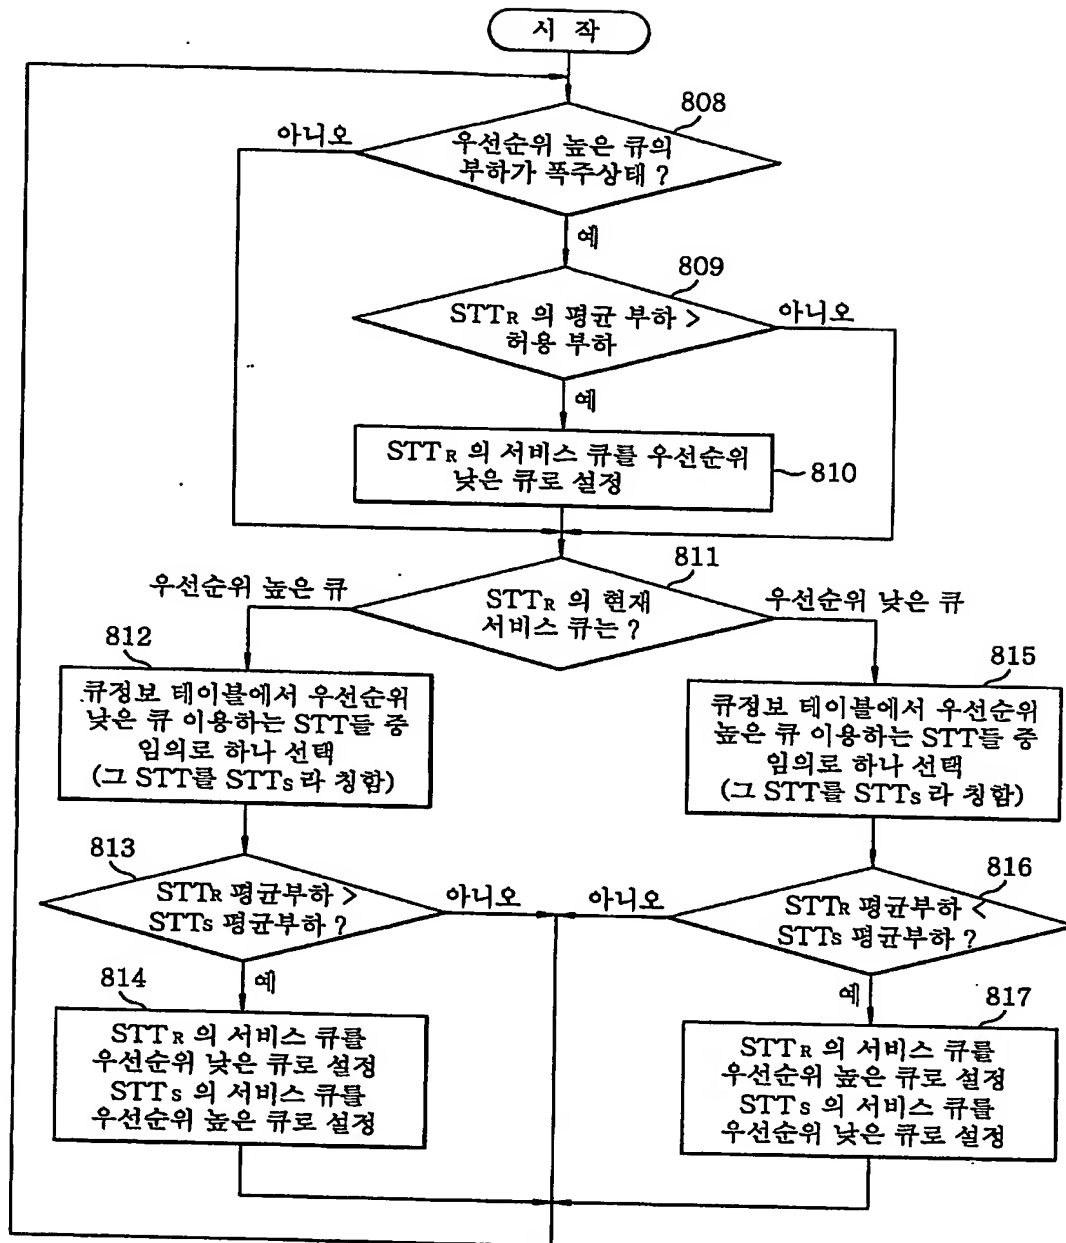 시 작
808
아니오
우선순위 높은 큐의
부하가 폭주상태 ?
예
809
STTR 의 평균 부하 >
허용 부하
아니오
예
STTR 의 서비스 큐를 우선순위
낮은 큐로 설정
810
811
우선순위 높은 큐
STTR 의 현재
서비스 큐는 ?
우선순위 낮은 큐
812
큐정보 테이블에서 우선순위
낮은 큐 이용하는 STT들 중
임의로 하나 선택
(그 STT를 STTS 라 칭함)
815
큐정보 테이블에서 우선순위
높은 큐 이용하는 STT들 중
임의로 하나 선택
(그 STT를 STTS 라 칭함)
813
STTR 평균부하 >
STTS 평균부하 ?
아니오
예
아니오
816
STTR 평균부하 <
STTS 평균부하 ?
예
814
STTR 의 서비스 큐를
우선순위 낮은 큐로 설정
STTS 의 서비스 큐를
우선순위 높은 큐로 설정
817
STTR 의 서비스 큐를
우선순위 높은 큐로 설정
STTS 의 서비스 큐를
우선순위 낮은 큐로 설정